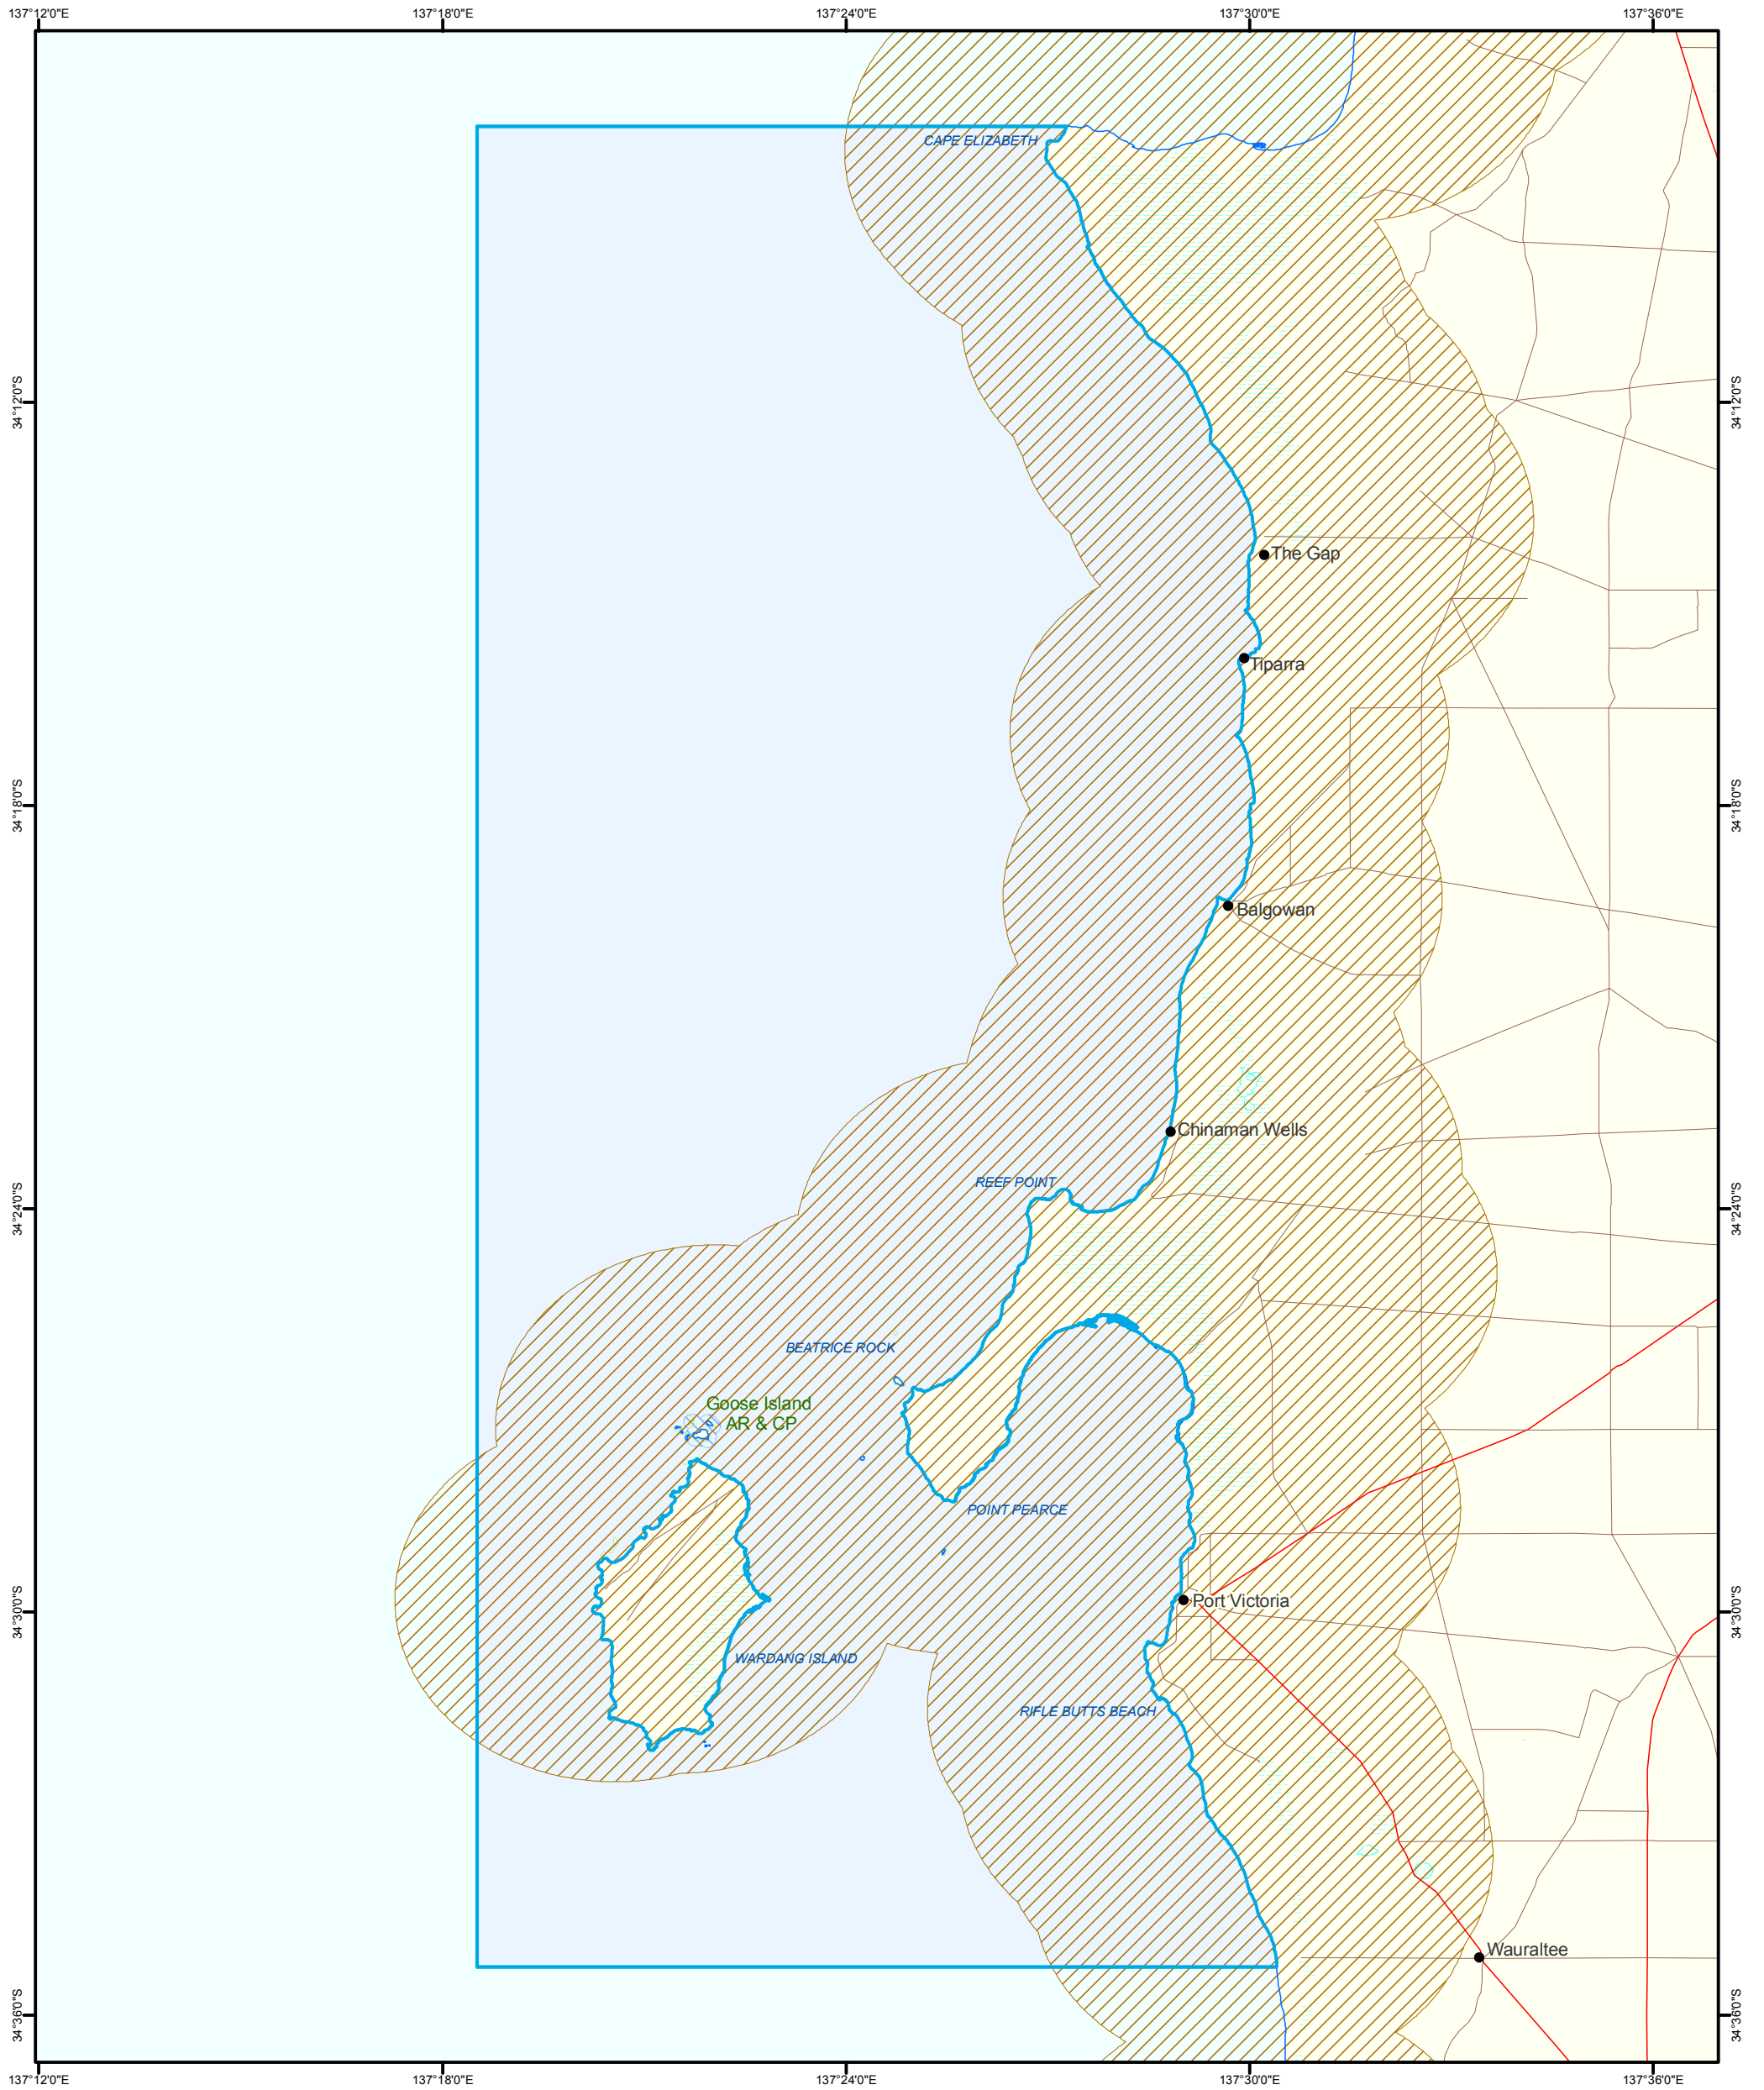 137°12'0"E
137°18'0"E
137°24'0"E
137°30'0"E
137°36'0"E
CAPE ELIZABETH
34°12'0"S
34°12'0"S
The Gap
Tiparra
34°18'0"S
34°18'0"S
Balgowan
Chinaman Wells
REEF POINT
34°24'0"S
34°24'0"S
BEATRICE ROCK
Goose Island
AR & CP
POINT PEARCE
34°30'0"S
34°30'0"S
Port Victoria
WARDANG ISLAND
RIFLE BUTTS BEACH
Wauraltee
34°36'0"S
34°36'0"S
137°12'0"E
137°18'0"E
137°24'0"E
137°30'0"E
137°36'0"E